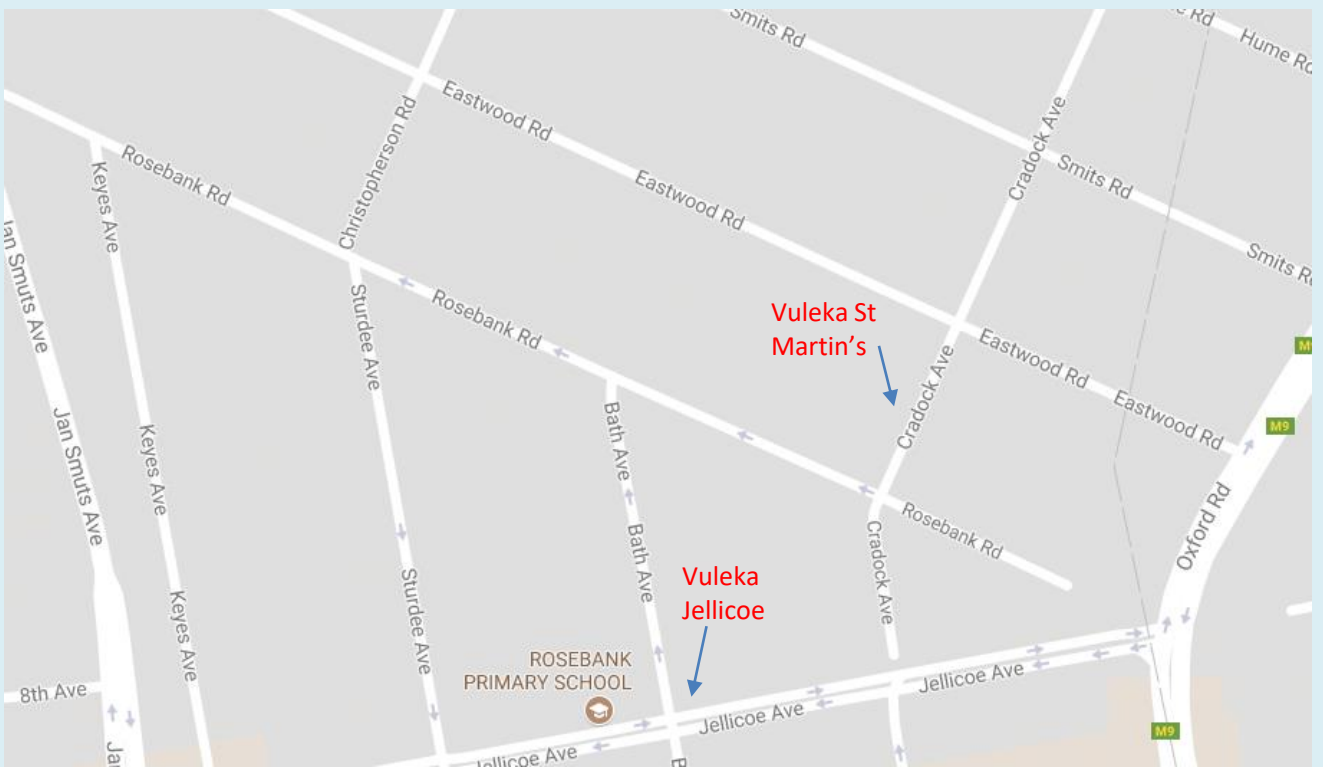 Smits Rd
e Rd
Hume Rd
Eastwood Rd
Cradock Ave
Christopherson Rd
Rosebank Rd
Keyes Ave
Smits Rd
Eastwood Rd
Jan Smuts Ave
Smits R
Sturdee Ave
Rosebank Rd
Vuleka St
Martin's
Eastwood Rd
M9
Cradock Ave
Eastwood Rd
M9
Jan Smuts Ave
Keyes Ave
Bath Ave
Oxford Rd
Rosebank Rd
Bath Ave
Cradock Ave
Sturdee Ave
Vuleka
Jellicoe
Keyes Ave
ROSEBANK
PRIMARY SCHOOL
8th Ave
Jellicoe Ave
Jellicoe Ave
M9
Jellicoe Ave
Ja
B